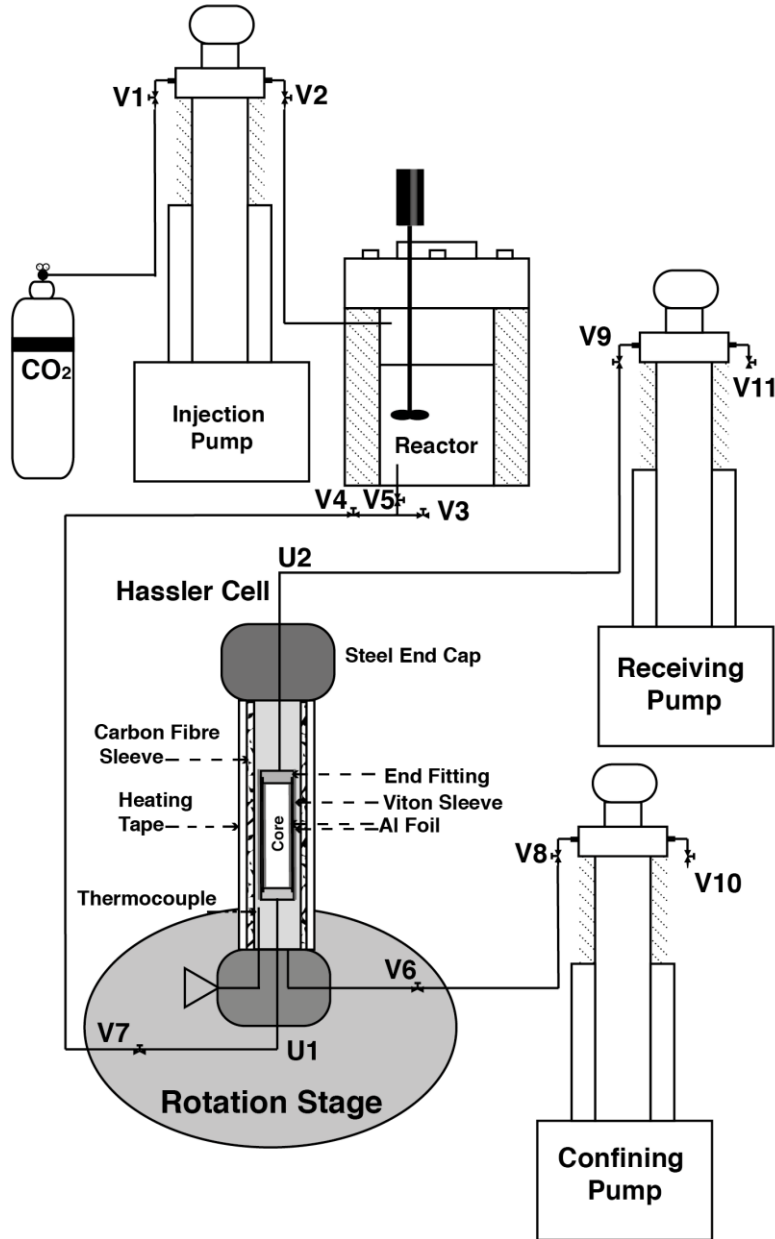 V1
V2
CO2
Injection
Pump
Reactor
V9
V11
V4
V5
V3
U2
Hassler Cell
Steel End Cap
Receiving
Pump
Carbon Fibre
Sleeve
End Fitting
Heating
Tape
Viton Sleeve
Al Foil
Core
V8
V10
Thermocouple
V6
V7
U1
Rotation Stage
Confining
Pump